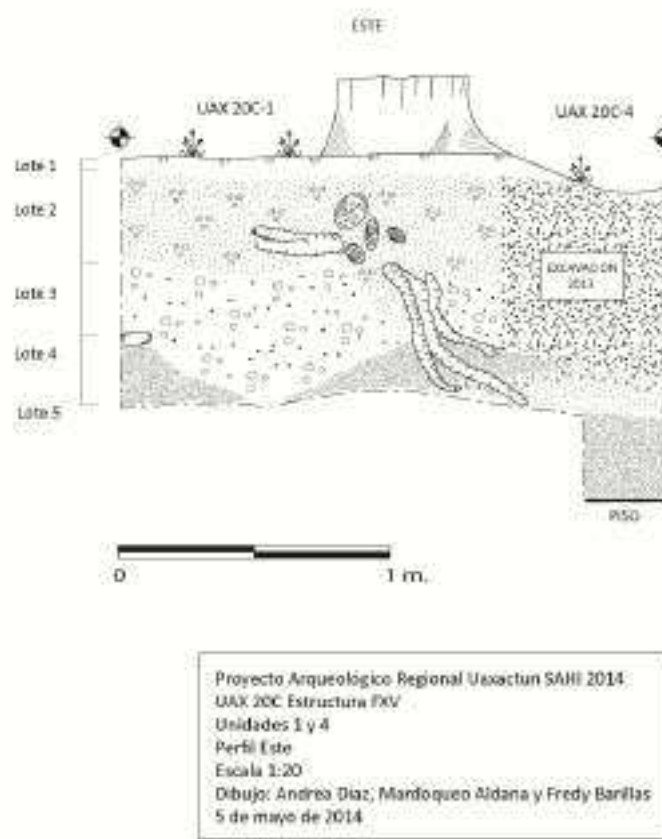 ESTE
UAX 20C-1
UAX 20C-4
Lote 1
Lote 2
EXCAVACIÓN
2013
Lote 3
Lote 4
Lote 5
PISO
0 1 m.
Proyecto Arqueológico Regional Uaxactun SAHI 2014
UAX 20C Estructura FXV
Unidades 1 y 4
Perfil Este
Escala 1:20
Dibujo: Andrea Díaz, Mardoqueo Aldana y Fredy Barillas
5 de mayo de 2014